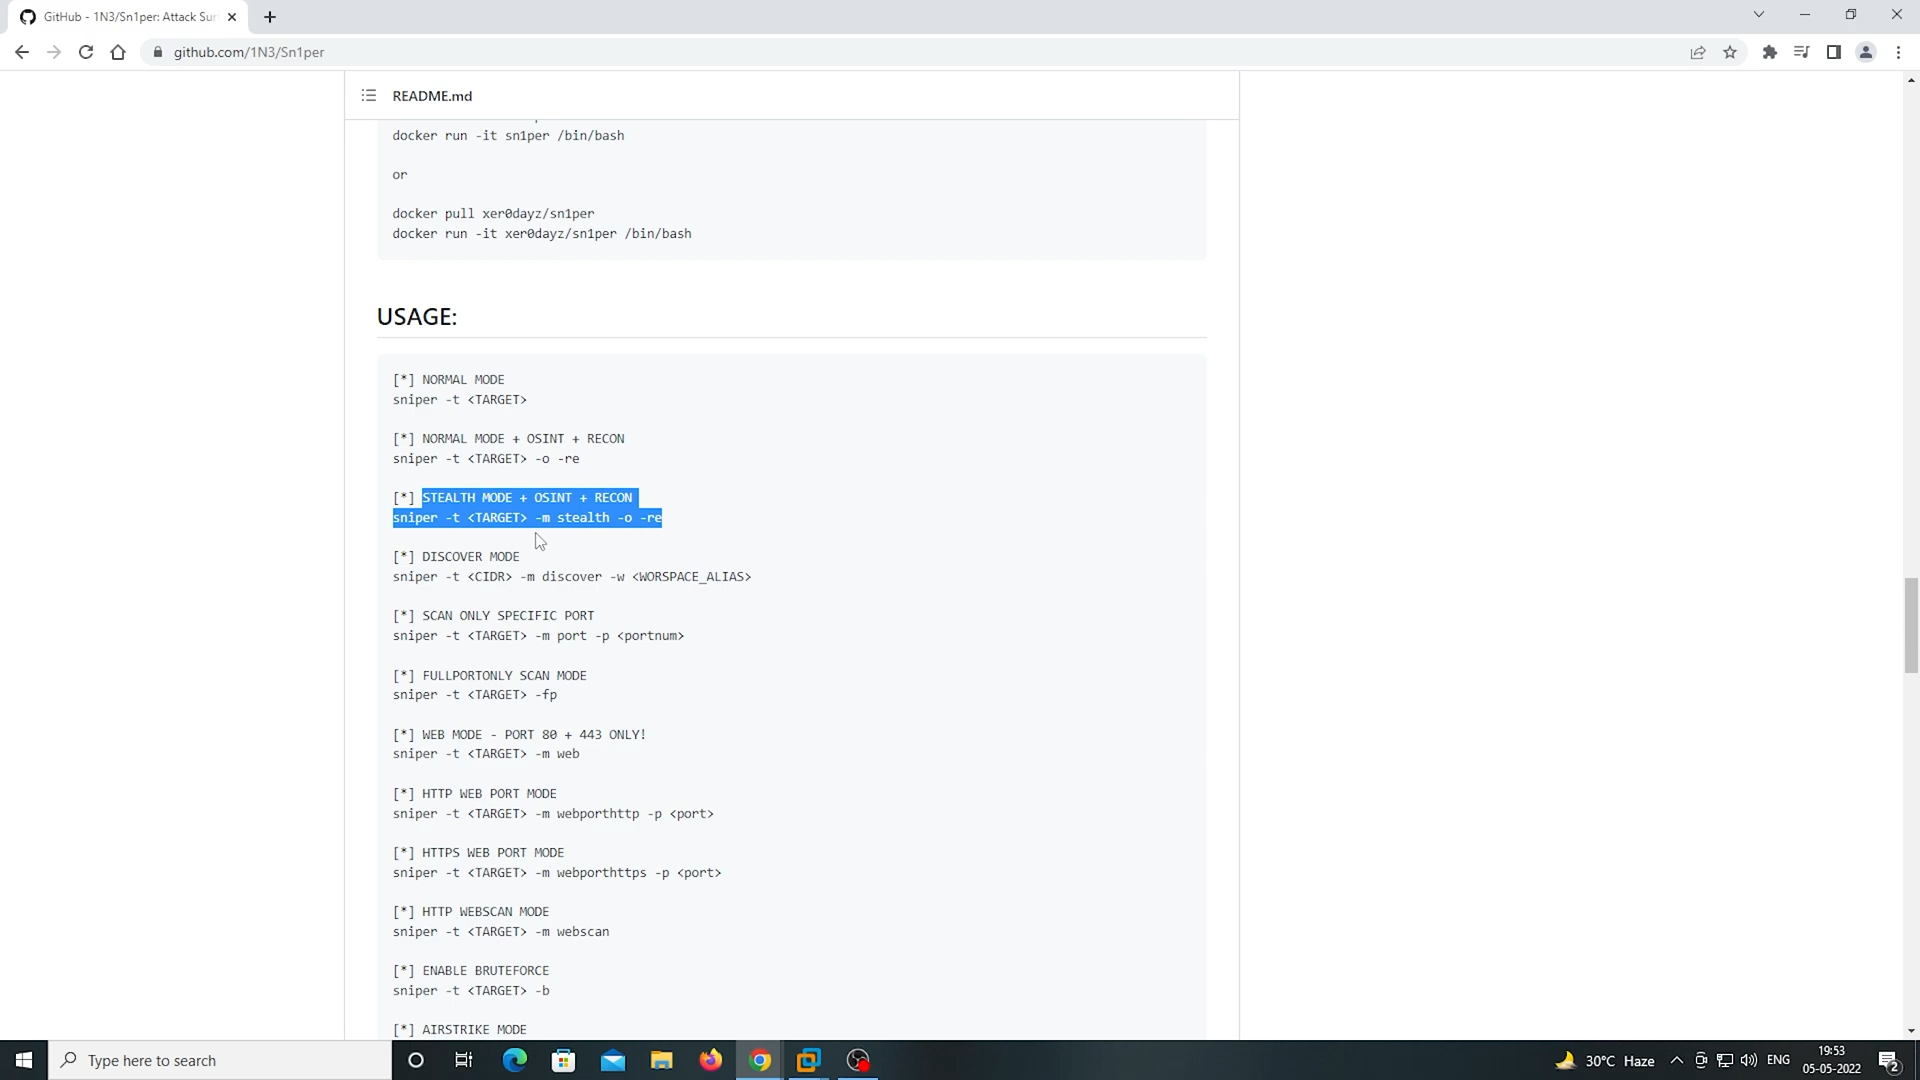 GitHub - 1N3/Sn1per: Attack Sur
github.com/1N3/Sn1per
README.md
docker run -it sn1per /bin/bash
or
docker pull xer0dayz/sn1per
docker run -it xer0dayz/sn1per /bin/bash
USAGE:
[*] NORMAL MODE
sniper -t <TARGET>
[*] NORMAL MODE + OSINT + RECON
sniper -t <TARGET> -o -re
[*] STEALTH MODE + OSINT + RECON
sniper -t <TARGET> -m stealth -o -re
[*] DISCOVER MODE
sniper -t <CIDR> -m discover -w <WORSPACE_ALIAS>
[*] SCAN ONLY SPECIFIC PORT
sniper -t <TARGET> -m port -p <portnum>
[*] FULLPORTONLY SCAN MODE
sniper -t <TARGET> -fp
[*] WEB MODE - PORT 80 + 443 ONLY!
sniper -t <TARGET> -m web
[*] HTTP WEB PORT MODE
sniper -t <TARGET> -m webporthttp -p <port>
[*] HTTPS WEB PORT MODE
sniper -t <TARGET> -m webporthttps -p <port>
[*] HTTP WEBSCAN MODE
sniper -t <TARGET> -m webscan
[*] ENABLE BRUTEFORCE
sniper -t <TARGET> -b
[*] AIRSTRIKE MODE
Type here to search
30°C Haze
ENG
19:53
05-05-2022
2